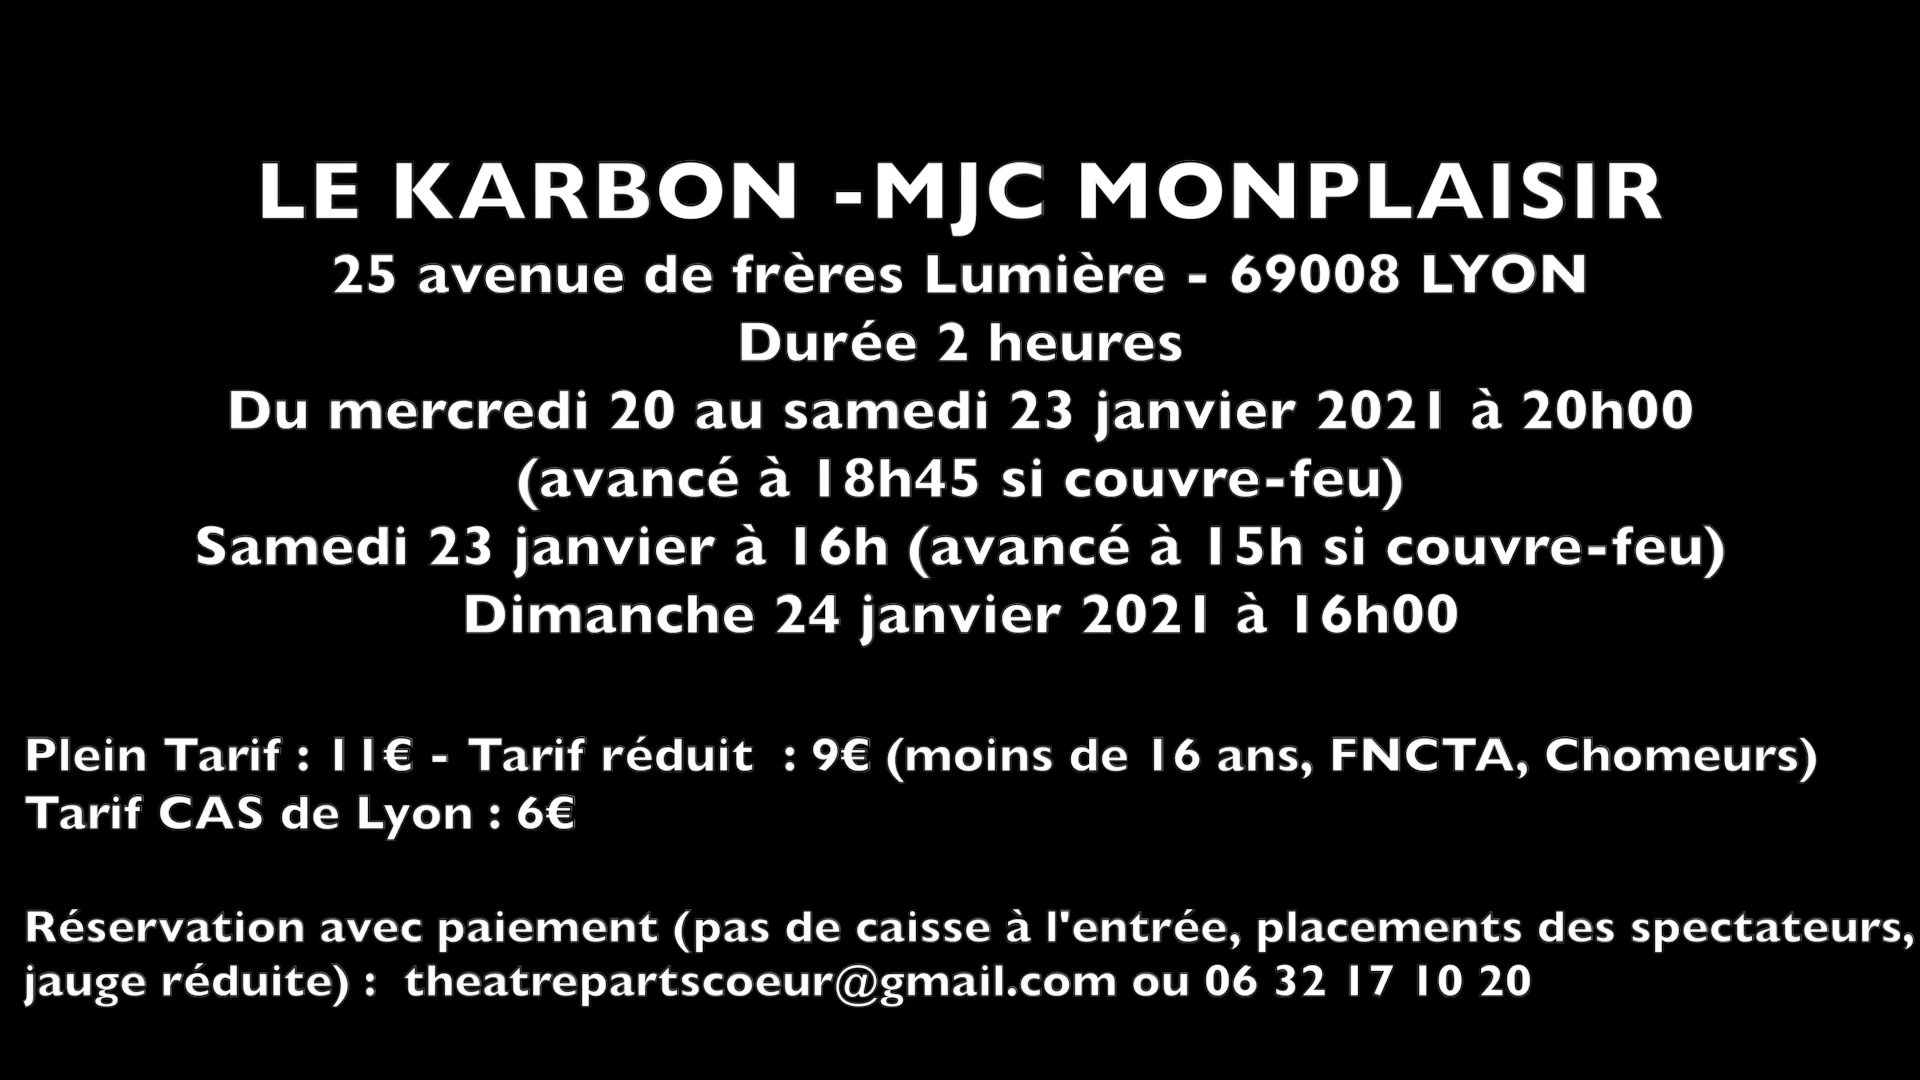 LE KARBON -MJC MONPLAISIR
25 avenue de frères Lumière - 69008 LYON
Durée 2 heures
Du mercredi 20 au samedi 23 janvier 2021 à 20h00
(avancé à 18h45 si couvre-feu)
Samedi 23 janvier à 16h (avancé à 15h si couvre-feu)
Dimanche 24 janvier 2021 à 16h00
Plein Tarif : 11€ - Tarif réduit  : 9€ (moins de 16 ans, FNCTA, Chomeurs)
Tarif CAS de Lyon : 6€
Réservation avec paiement (pas de caisse à l'entrée, placements des spectateurs,
jauge réduite) :  theatrepartscoeur@gmail.com ou 06 32 17 10 20